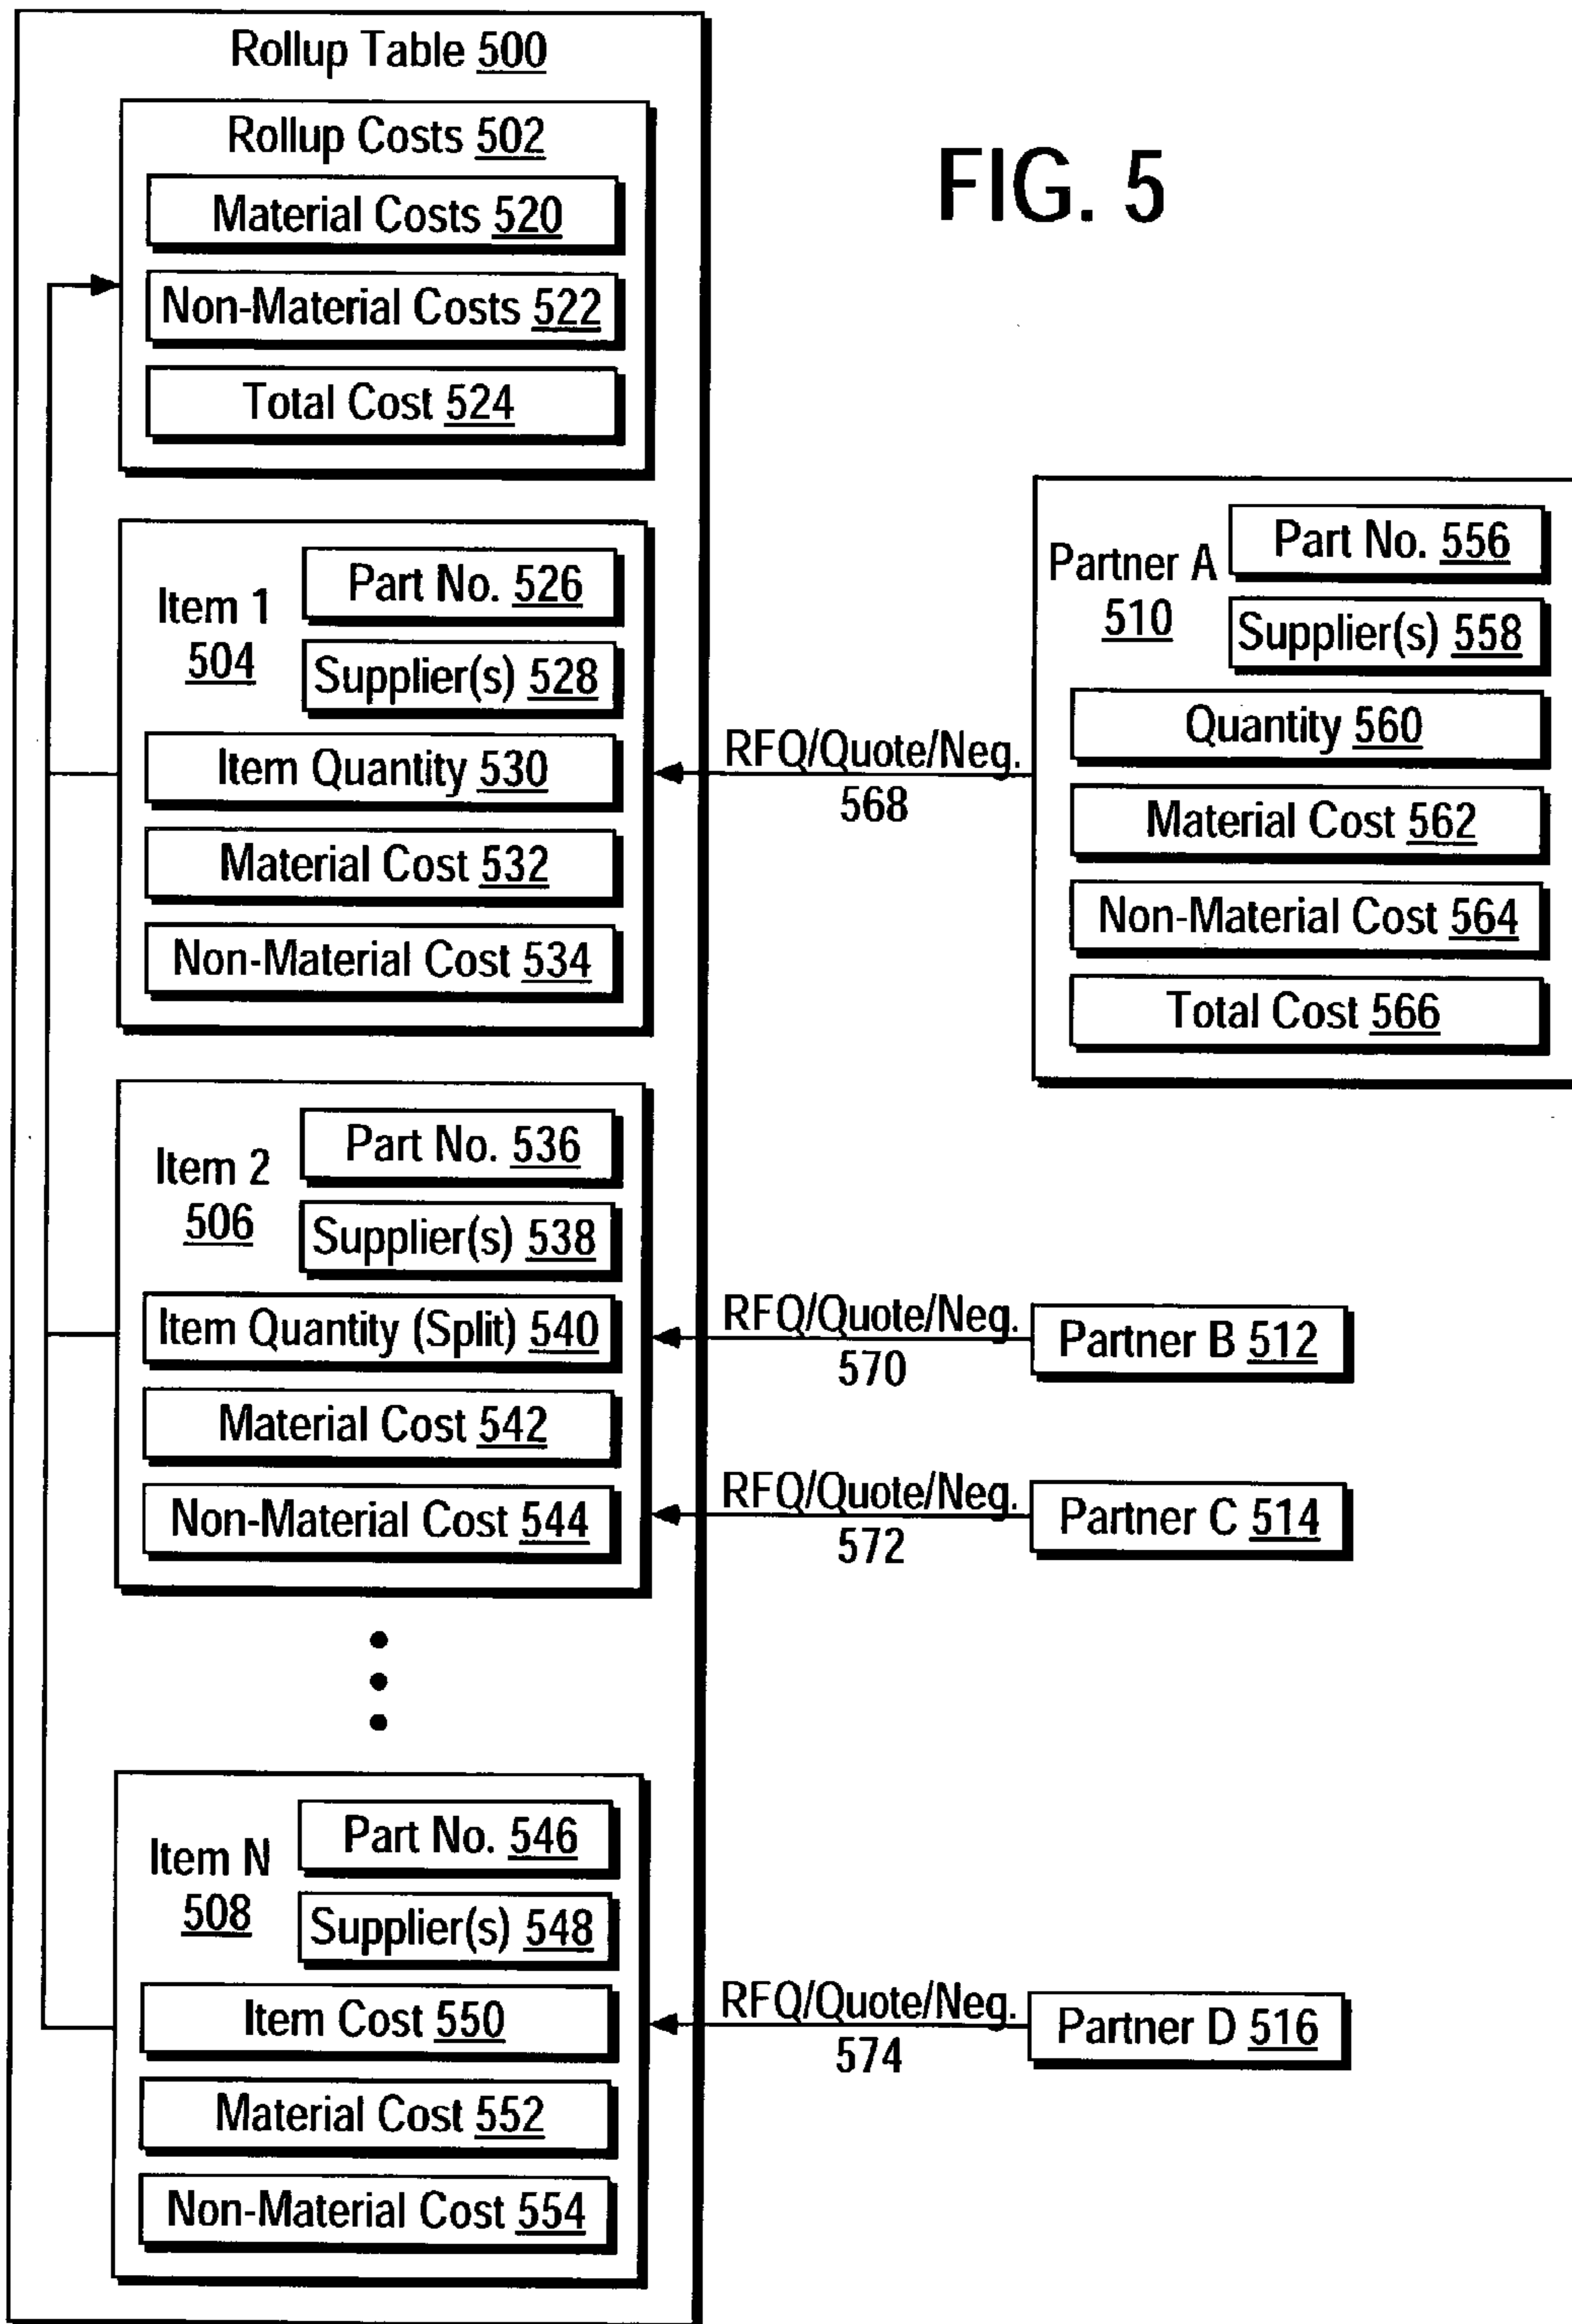 Rollup Table 500
Rollup Costs 502
Material Costs 520
Non-Material Costs 522
Total Cost 524
FIG. 5
Item 1
504
Part No. 526
Supplier(s) 528
Item Quantity 530
Material Cost 532
Non-Material Cost 534
RFQ/Quote/Neg.
568
Partner A
510
Part No. 556
Supplier(s) 558
Quantity 560
Material Cost 562
Non-Material Cost 564
Total Cost 566
Item 2
506
Part No. 536
Supplier(s) 538
Item Quantity (Split) 540
Material Cost 542
Non-Material Cost 544
RFQ/Quote/Neg.
570
Partner B 512
RFQ/Quote/Neg.
572
Partner C 514
Item N
508
Part No. 546
Supplier(s) 548
Item Cost 550
Material Cost 552
Non-Material Cost 554
RFQ/Quote/Neg.
574
Partner D 516